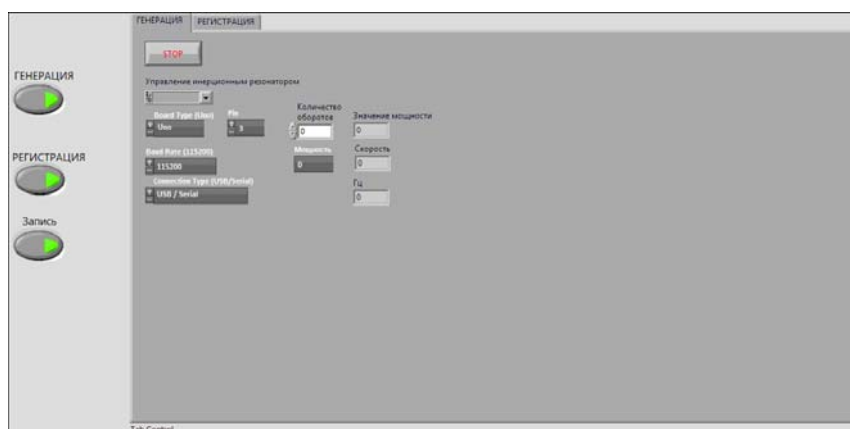 ГЕНЕРАЦИЯ РЕГИСТРАЦИЯ
STOP
ГЕНЕРАЦИЯ
Управление инерционным резонатором
Board Type (Uno) Pin
Uno 3
Количество
оборотов
0
Значение мощности
0
РЕГИСТРАЦИЯ
Baud Rate (115200)
115200
Мощность
0
Скорость
0
Connection Type (USB/Serial)
USB / Serial
Гц
0
Запись
Tab Control